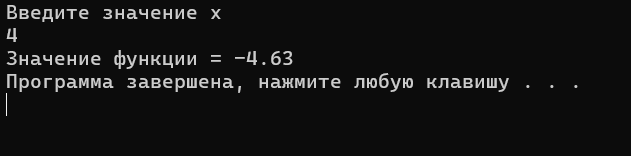 Введите значение x
4
Значение функции = -4.63
Программа завершена, нажмите любую клавишу . . .